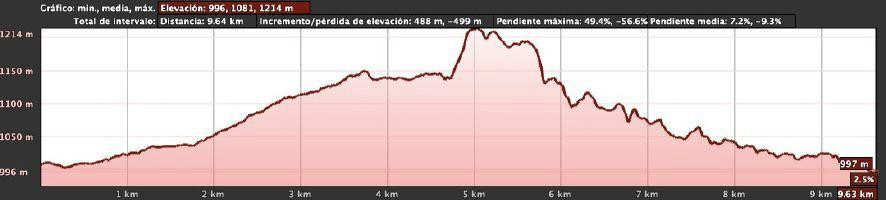 Gráfico: min., media, máx. Elevación: 996, 1081, 1214 m
Total de intervalo: Distancia: 9.64 km Incremento/pérdida de elevación: 488 m, -499 m Pendiente máxima: 49.4%, -56.6% Pendiente media: 7.2%, -9.3%
1214 m
1150 m
1100 m
1050 m
996 m
997 m
2.5%
1 km 2 km 3 km 4 km 5 km 6 km 7 km 8 km 9 km 9.63 km